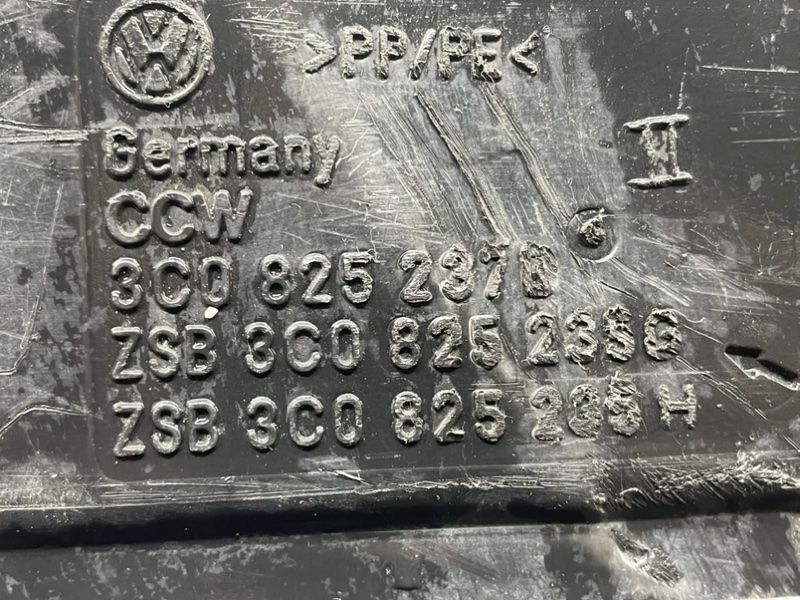 >PP/PE<
Germany
II
CCW
3C0 825 237
ZSB 3C0 825
ZSB 3C0 825